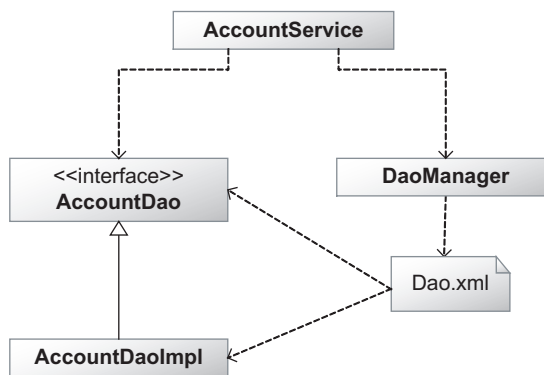 AccountService
<<interface>>
AccountDao
DaoManager
Dao.xml
AccountDaoImpl